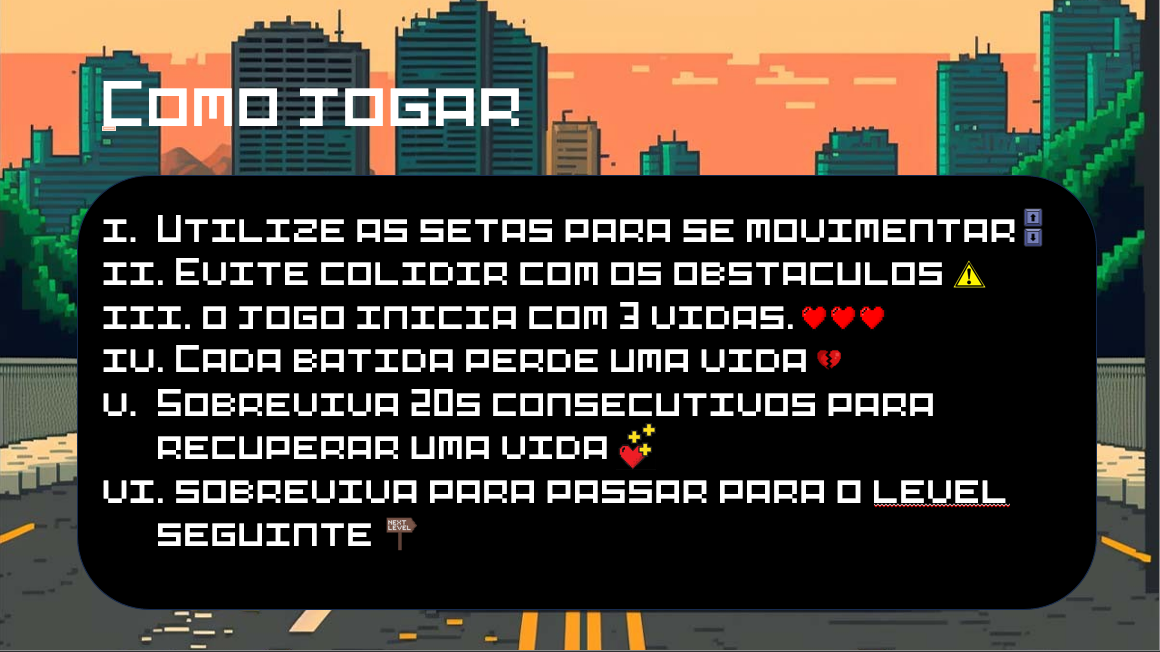 Como jogar
I. Utilize as setas para se movimentar
II. Evite colidir com os obstaculos
III. O jogo inicia com 3 vidas.
IV. Cada batida perde uma vida
V. Sobreviva 20s consecutivos para
recuperar uma vida
VI. sobreviva para passar para o level
seguinte
NEXT LEVEL